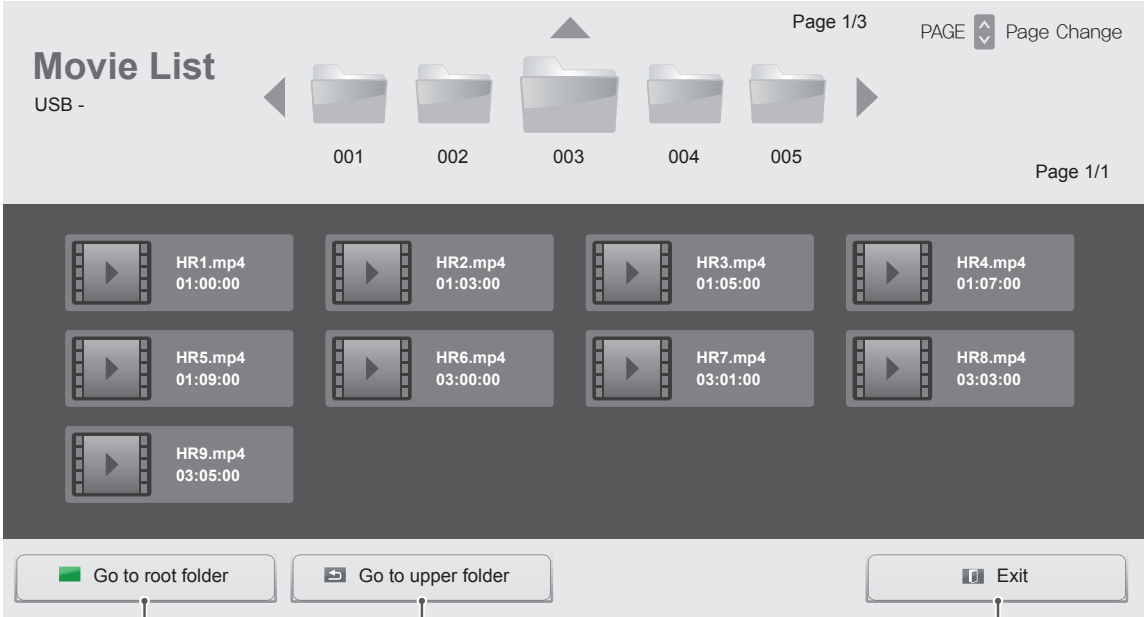 Page 1/3
PAGE Page Change
Movie List
USB -
001 002 003 004 005
Page 1/1
HR1.mp4
01:00:00
HR2.mp4
01:03:00
HR3.mp4
01:05:00
HR4.mp4
01:07:00
HR5.mp4
01:09:00
HR6.mp4
03:00:00
HR7.mp4
03:01:00
HR8.mp4
03:03:00
HR9.mp4
03:05:00
Go to root folder
Go to upper folder
Exit